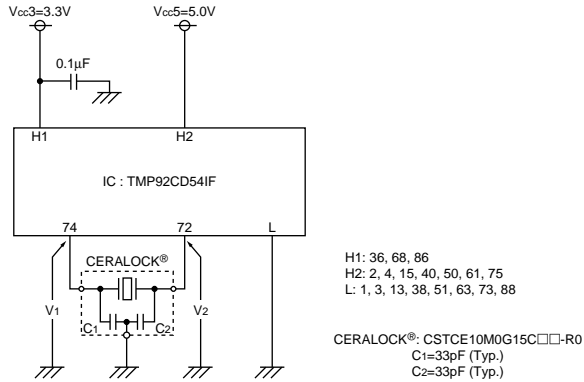 Vcc3=3.3V
Vcc5=5.0V
0.1μF
H1
H2
IC : TMP92CD54IF
74
72
L
CERALOCK®
V1
C1
C2
V2
H1: 36, 68, 86
H2: 2, 4, 15, 40, 50, 61, 75
L: 1, 3, 13, 38, 51, 63, 73, 88
CERALOCK®: CSTCE10M0G15C□□-R0
C1=33pF (Typ.)
C2=33pF (Typ.)